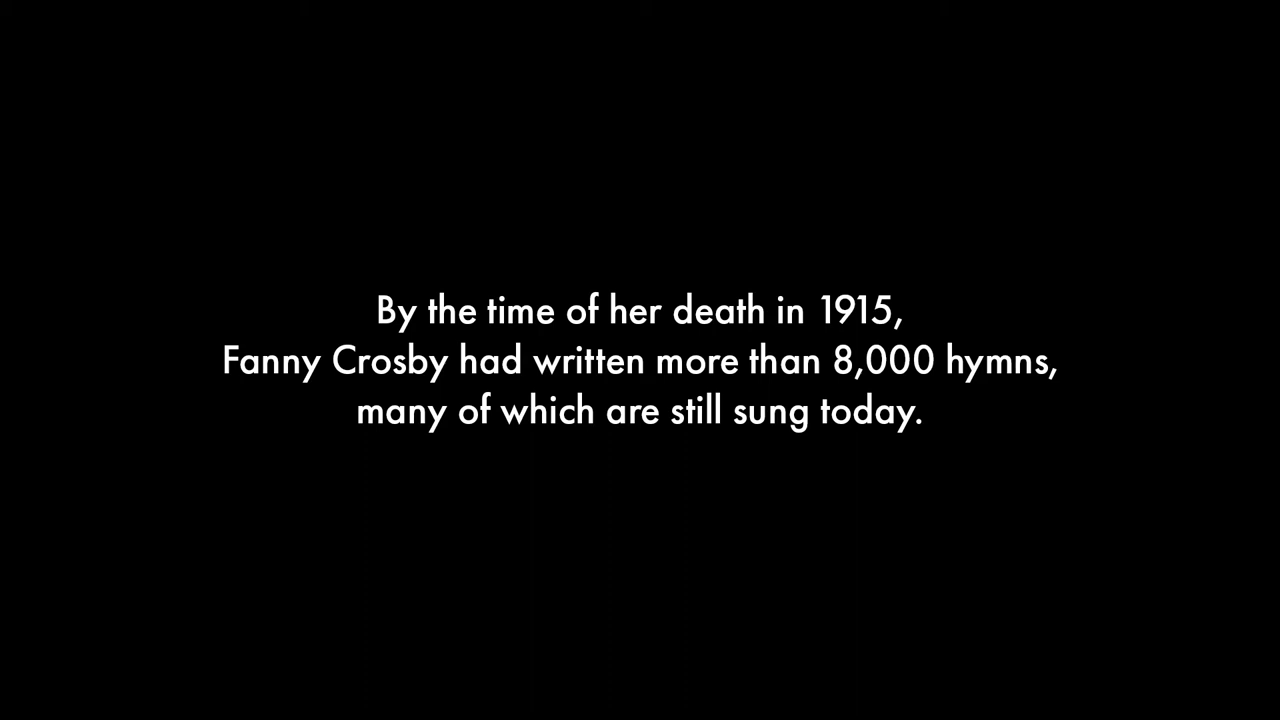 By the time of her death in 1915,
Fanny Crosby had written more than 8,000 hymns,
many of which are still sung today.